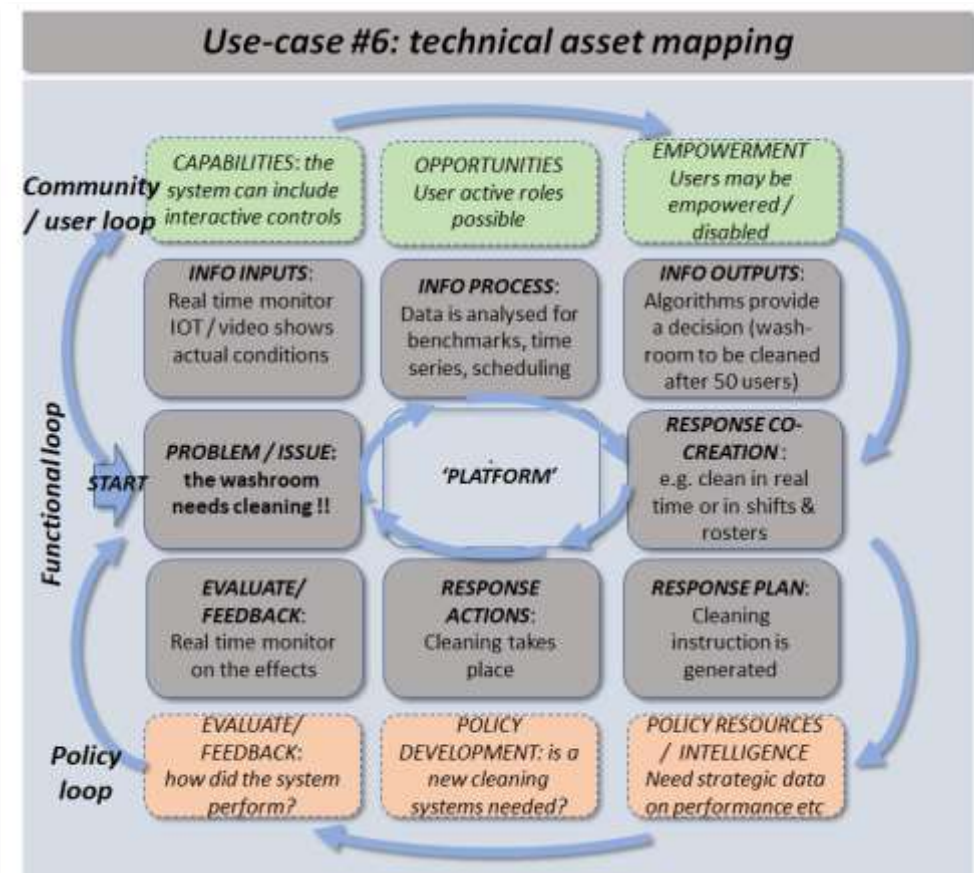 Use-case #6: technical asset mapping
Community
/ user loop
CAPABILITIES: the
system can include
interactive controls
OPPORTUNITIES
User active roles
possible
EMPOWERMENT
Users may be
empowered /
disabled
INFO INPUTS:
Real time monitor
IOT / video shows
actual conditions
INFO PROCESS:
Data is analysed for
benchmarks, time
series, scheduling
INFO OUTPUTS:
Algorithms provide
a decision (wash-
room to be cleaned
after 50 users)
Functional loop
START
PROBLEM / ISSUE:
the washroom
needs cleaning !!
‘PLATFORM’
RESPONSE CO-
CREATION :
e.g. clean in real
time or in shifts &
rosters
EVALUATE/
FEEDBACK:
Real time monitor
on the effects
RESPONSE
ACTIONS:
Cleaning takes
place
RESPONSE PLAN:
Cleaning
instruction is
generated
Policy
loop
EVALUATE/
FEEDBACK:
how did the system
perform?
POLICY
DEVELOPMENT: is a
new cleaning
systems needed?
POLICY RESOURCES
/ INTELLIGENCE
Need strategic data
on performance etc